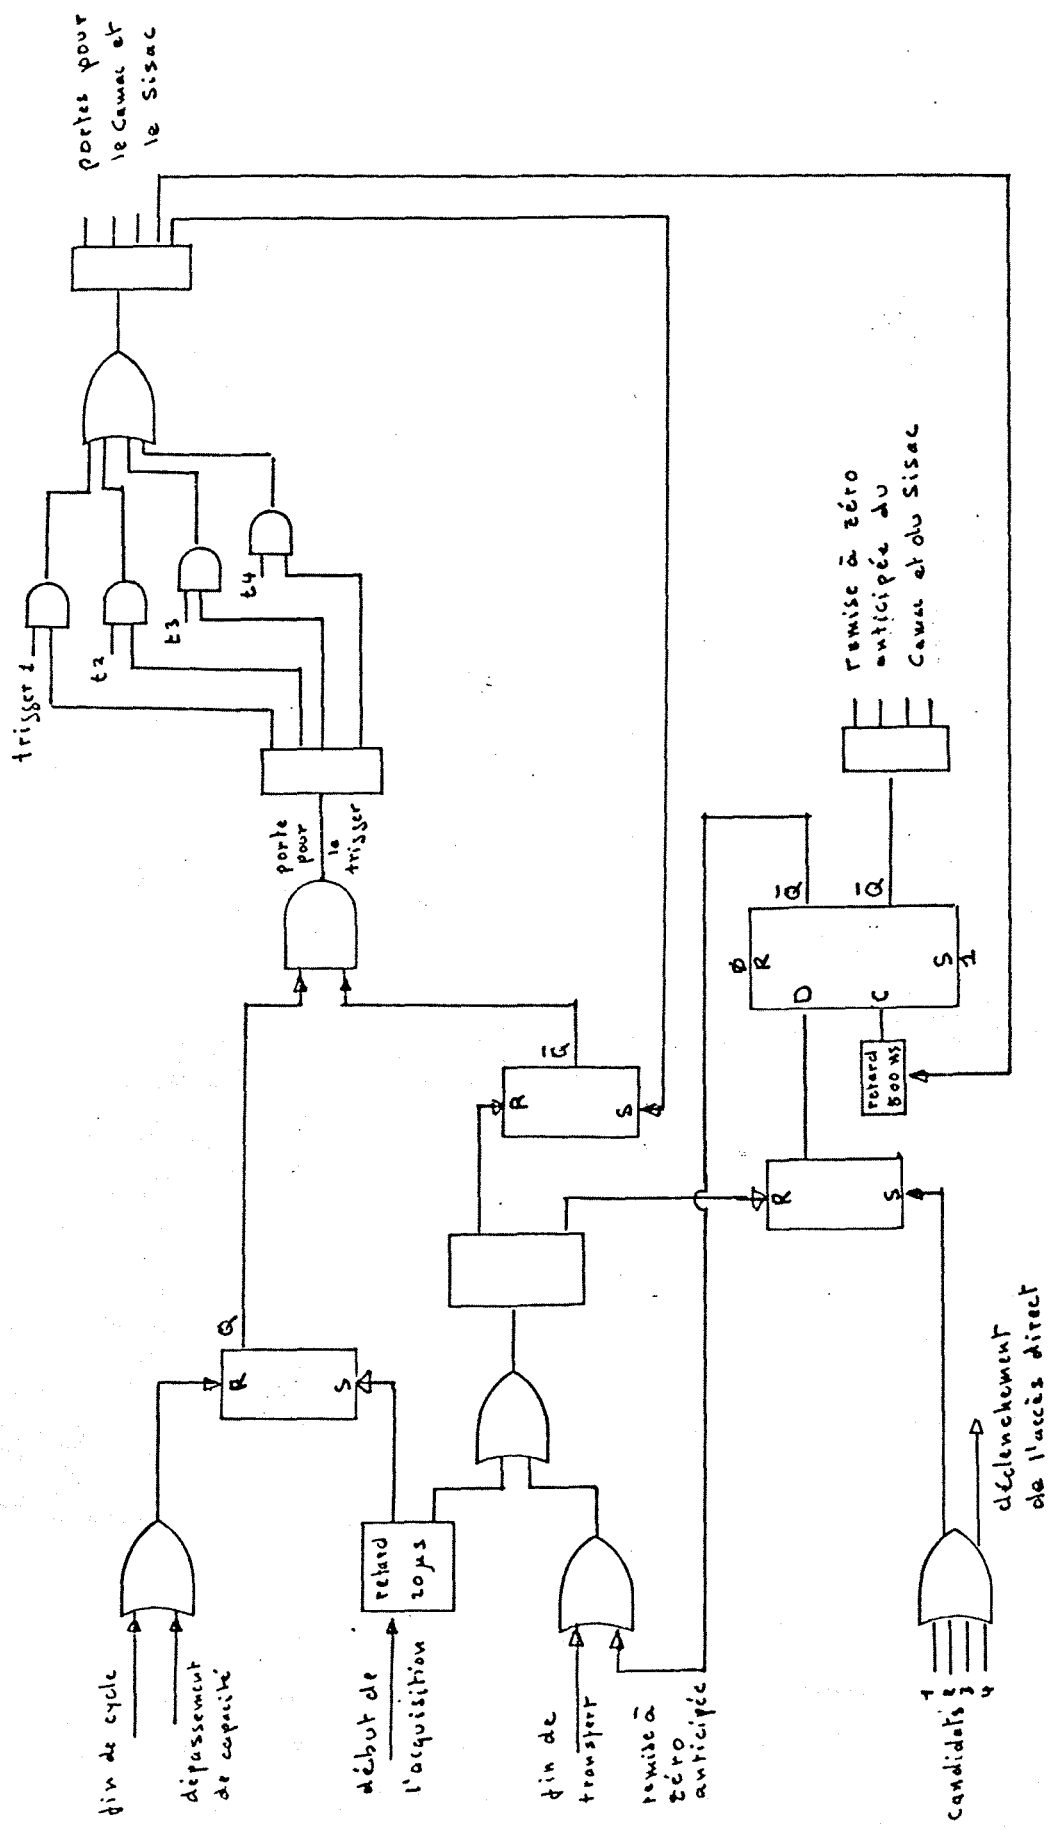 fin de cycle
dépassement
de capacité
R
S
Q
début de
l'acquisition
retard
20 µs
fin de
transfert
remise à
zéro
anticipée
R
S
Q̅
porte
pour
le
trigger
trigger 1
t2
t3
t4
portes pour
le Camac et
le Sisac
candidats
1
2
3
4
déclenchement
de l'accès direct
R
S
retard
500 ns
D
C
∅
R
S
1
Q̅
Q̅
remise à zéro
anticipée du
Camac et du Sisac